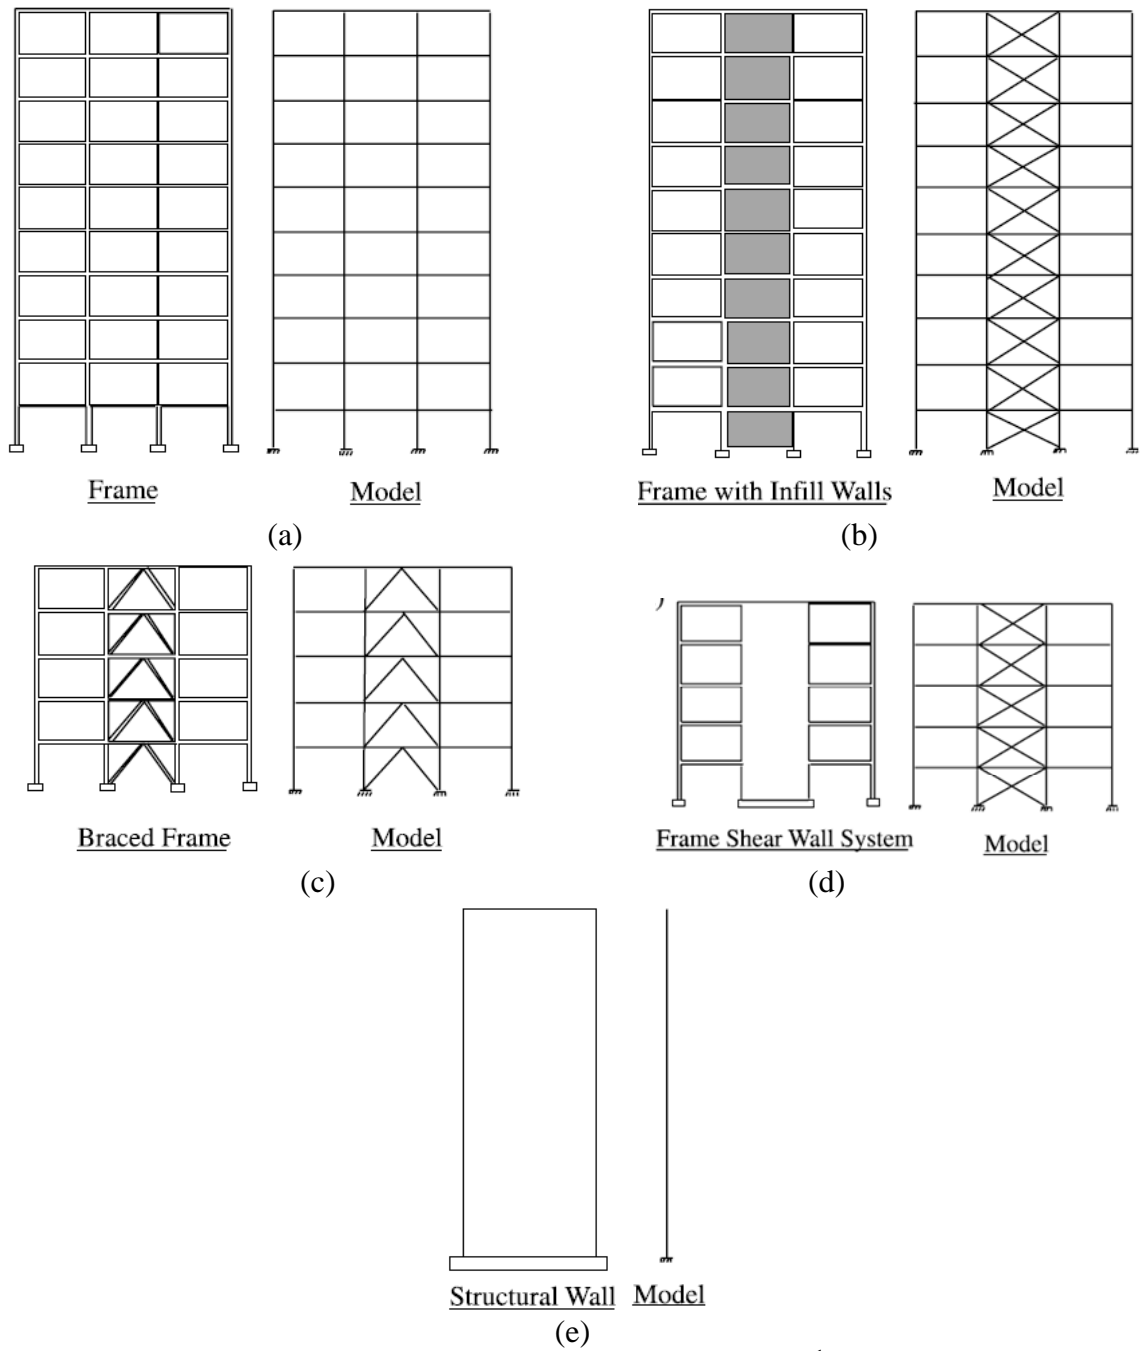 Frame
Model
Frame with Infill Walls
Model
(a)
(b)
Braced Frame
Model
Frame Shear Wall System
Model
(c)
(d)
Structural Wall
Model
(e)